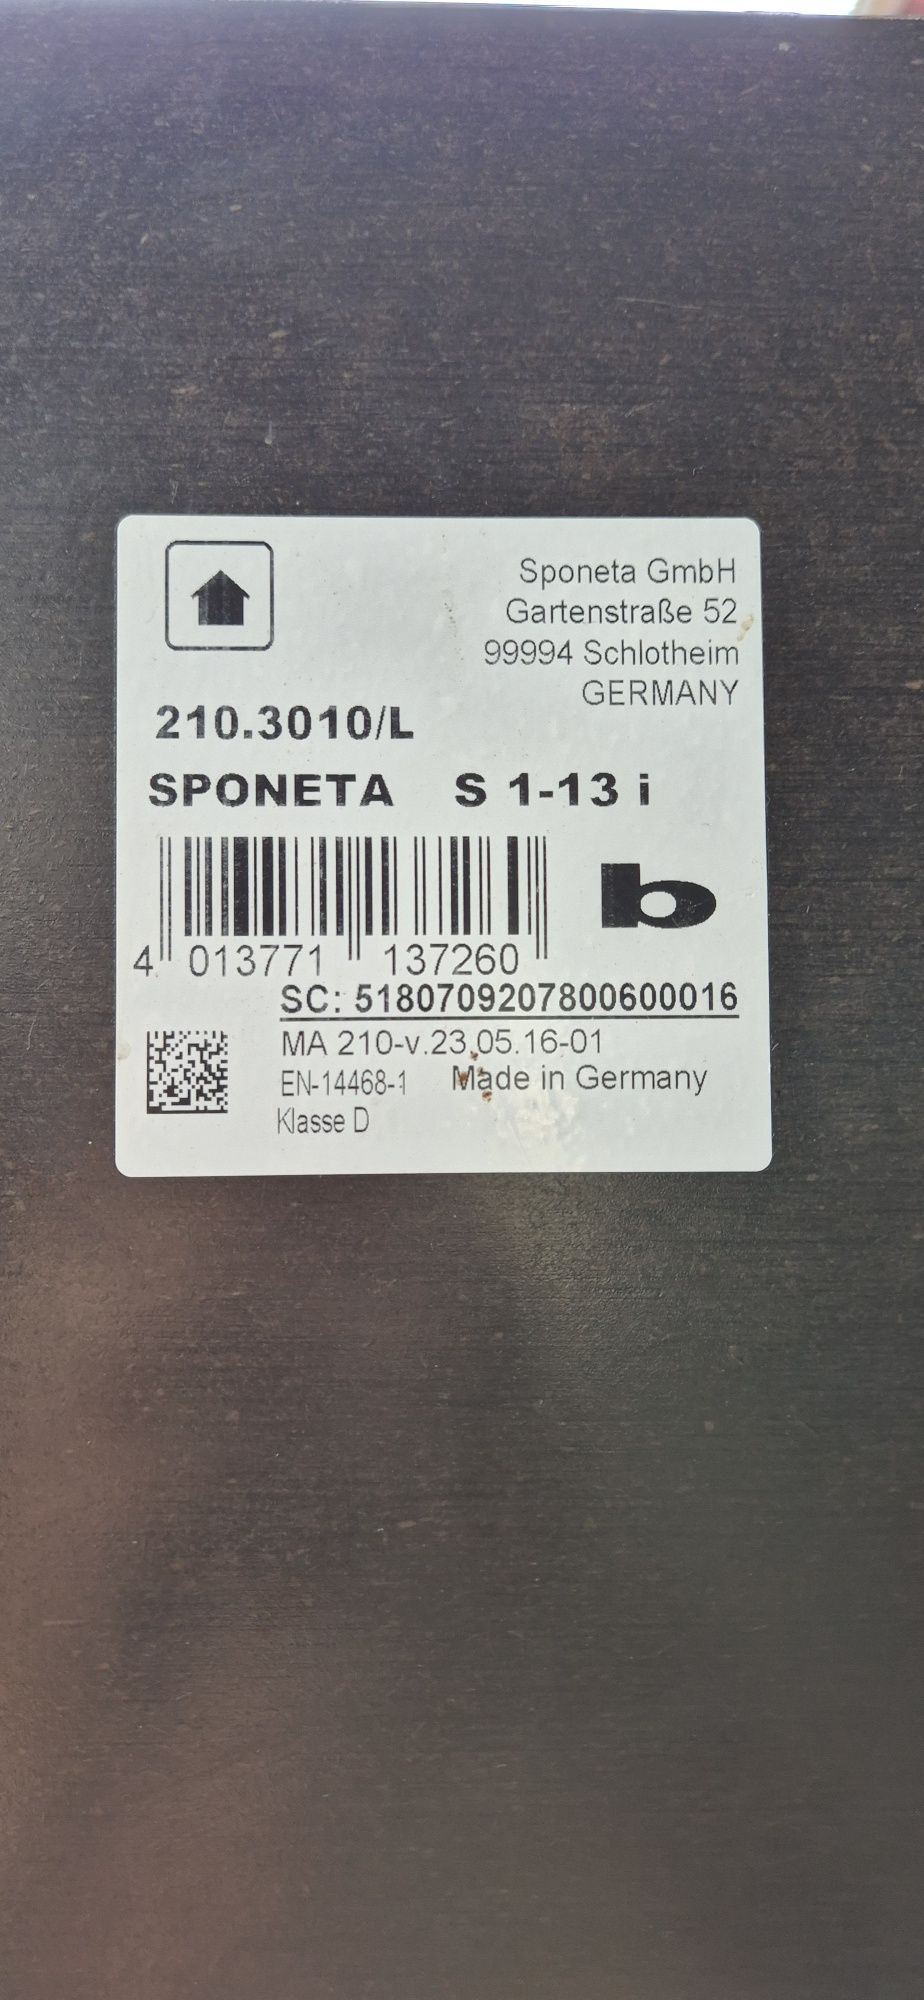 Sponeta GmbH
Gartenstraße 52
99994 Schlotheim
GERMANY
210.3010/L
SPONETA S 1-13 i
b
4 013771 137260
SC: 5180709207800600016
MA 210-v.23.05.16-01
EN-14468-1 Made in Germany
Klasse D